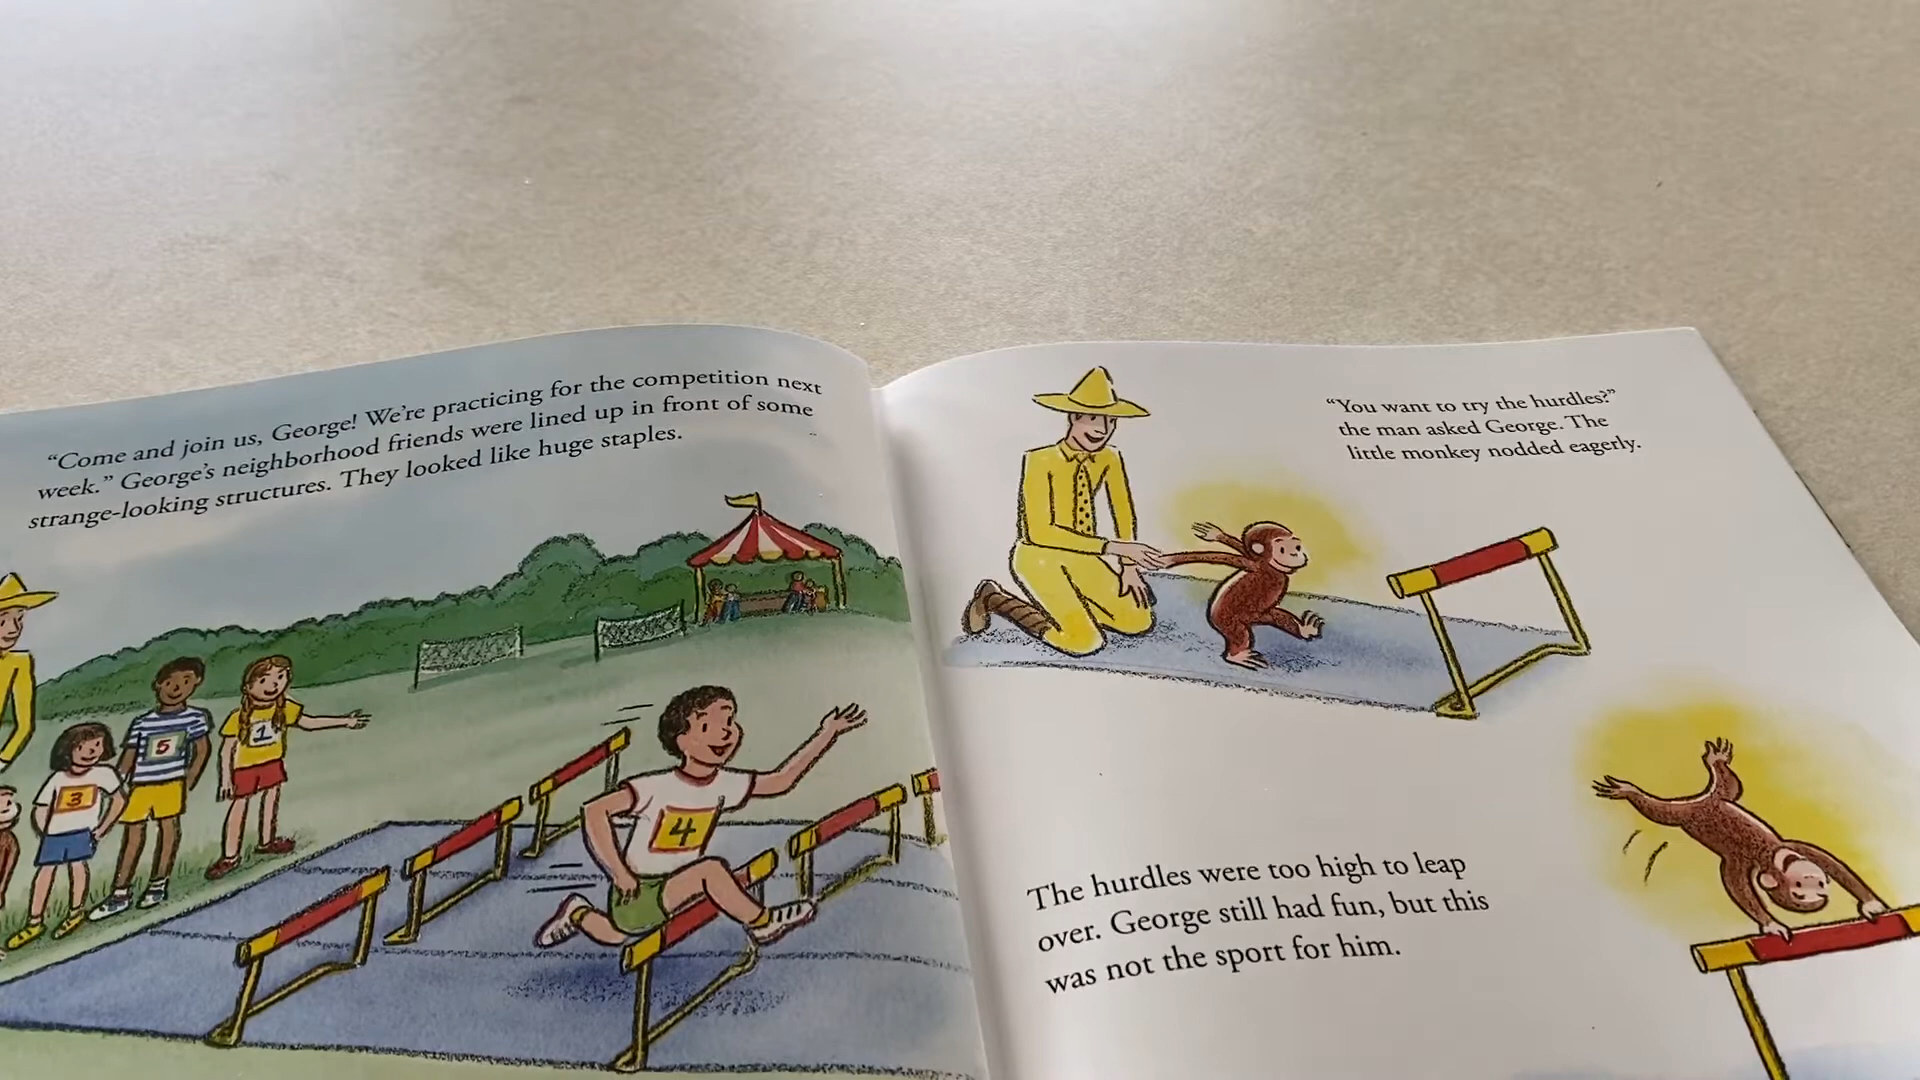 “Come and join us, George! We’re practicing for the competition next
week.” George’s neighborhood friends were lined up in front of some
strange-looking structures. They looked like huge staples.
5
1
3
4
“You want to try the hurdles?”
the man asked George. The
little monkey nodded eagerly.
The hurdles were too high to leap
over. George still had fun, but this
was not the sport for him.